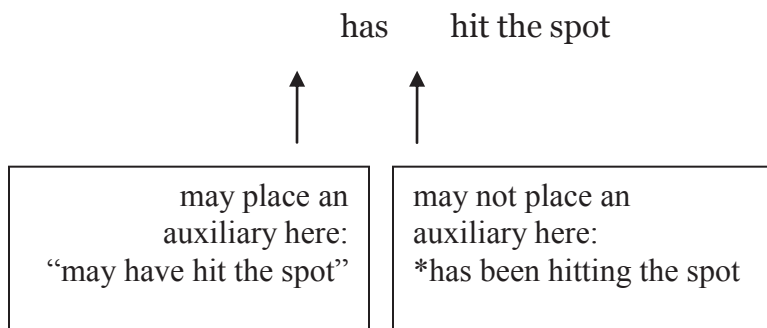 has hit the spot
may place an
auxiliary here:
“may have hit the spot”
may not place an
auxiliary here:
*has been hitting the spot